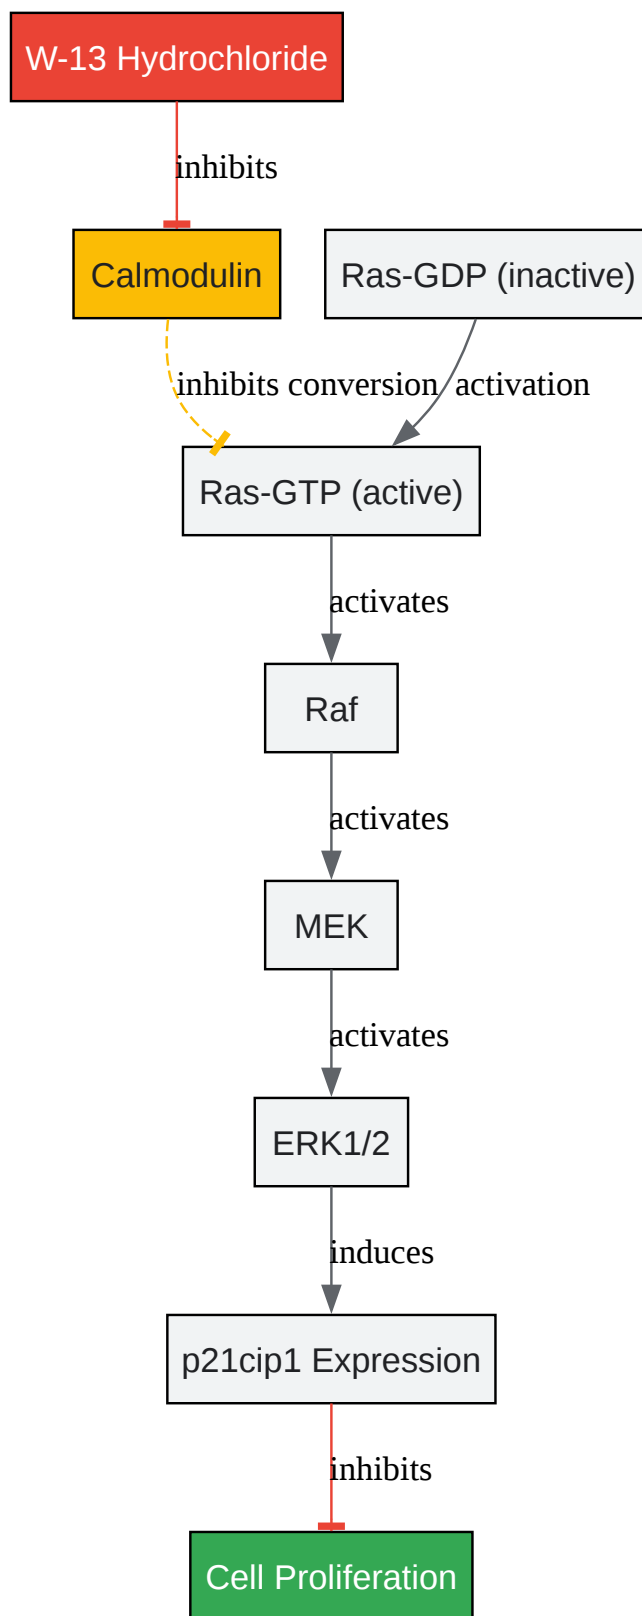 W-13 Hydrochloride
inhibits
Calmodulin
Ras-GDP (inactive)
inhibits conversion
activation
Ras-GTP (active)
activates
Raf
activates
MEK
activates
ERK1/2
induces
p21cip1 Expression
inhibits
Cell Proliferation